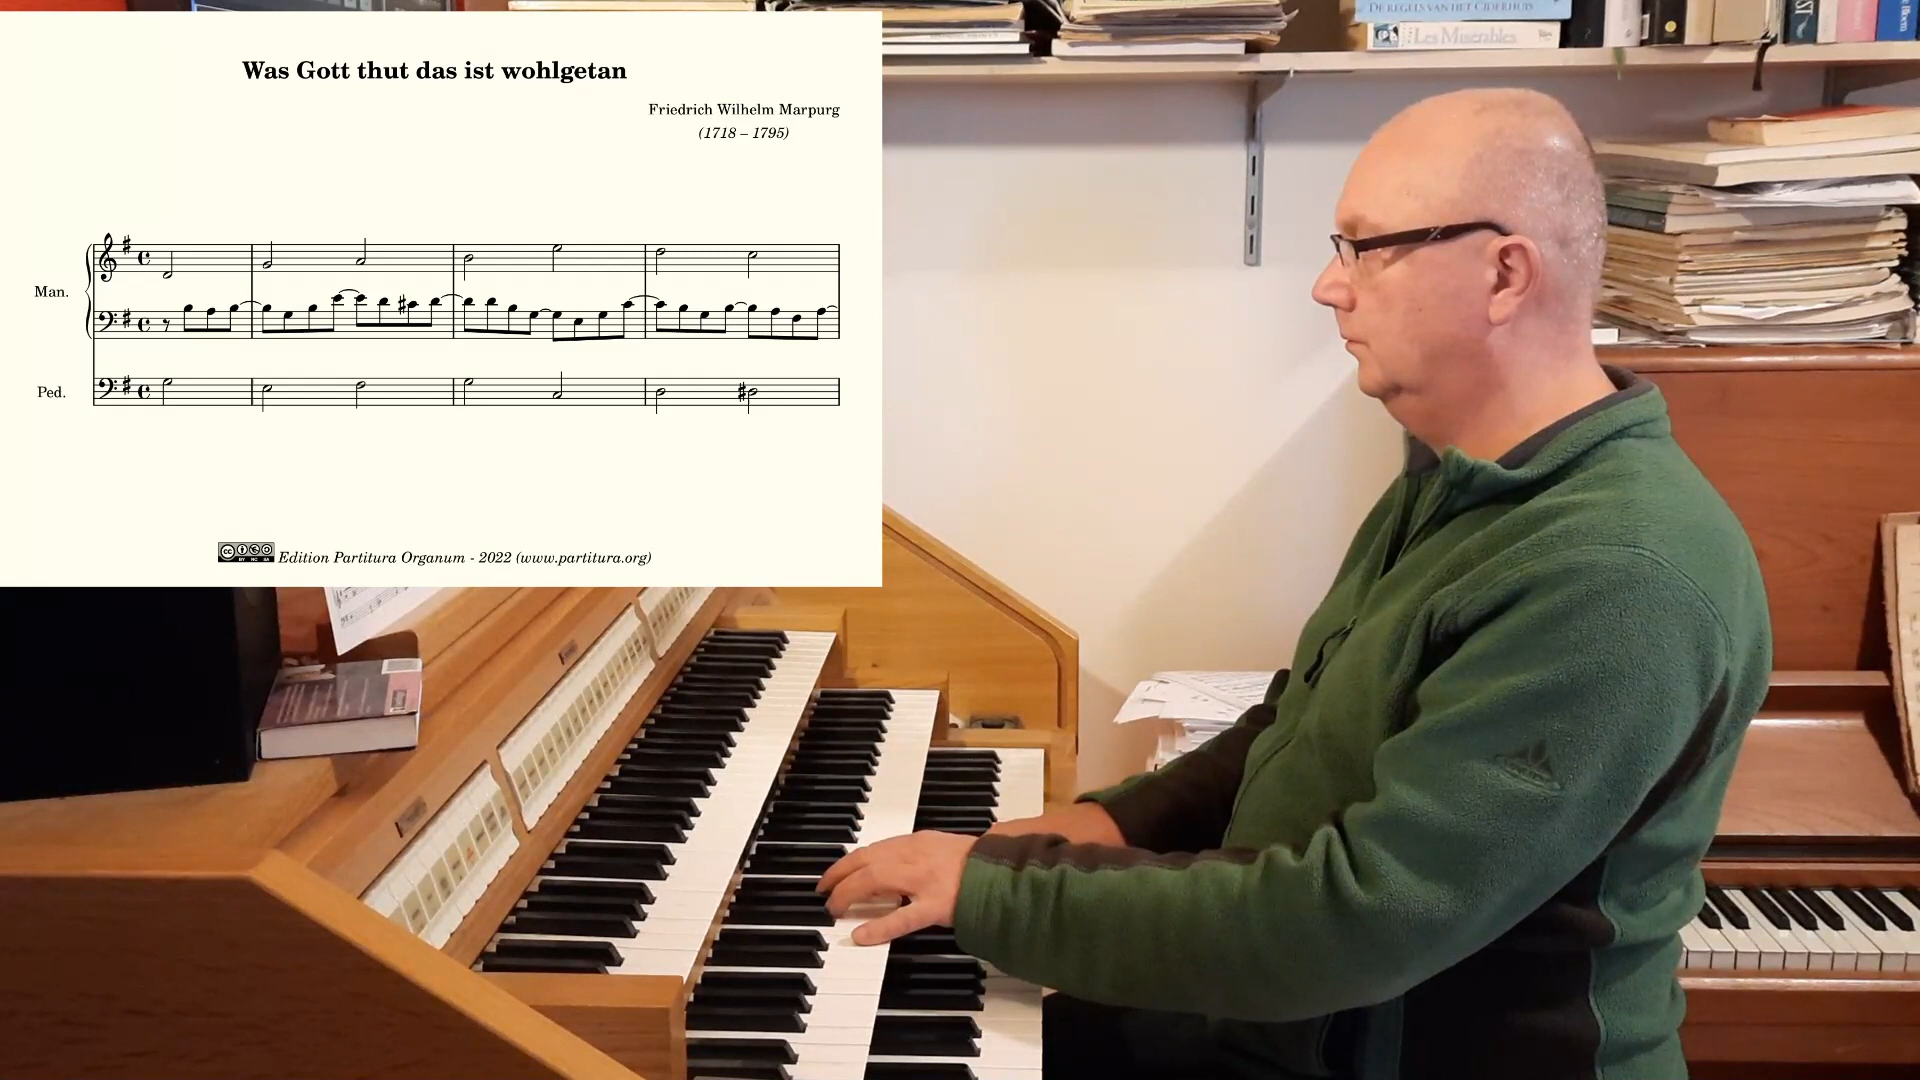 DE REGELS VAN HET CIDERHUIS
Les Misérables
Was Gott thut das ist wohlgetan
Friedrich Wilhelm Marpurg
(1718 – 1795)
Man.
Ped.
Edition Partitura Organum - 2022 (www.partitura.org)